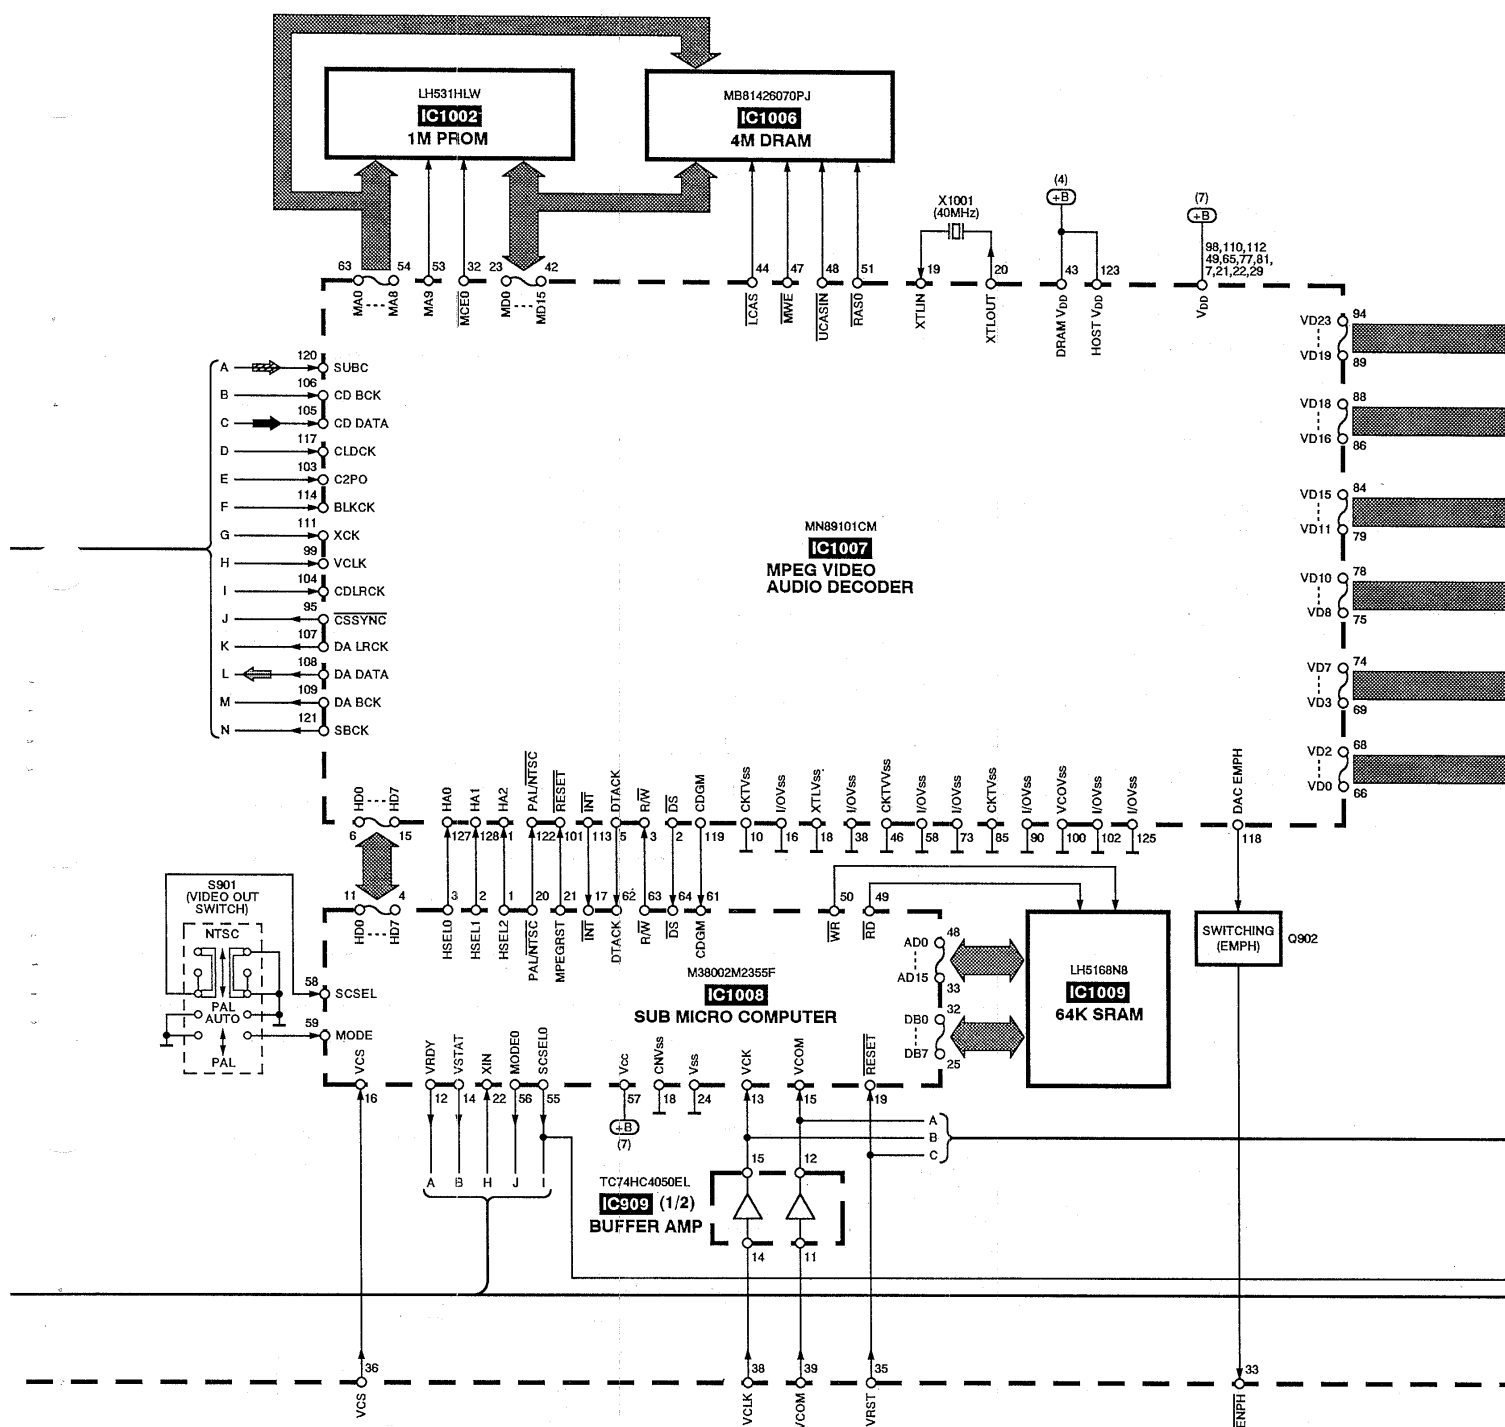 LH531HLW
IC1002
1M PROM
MB81426070PJ
IC1006
4M DRAM
X1001
(40MHz)
(4)
+B
(7)
+B
98,110,112
49,65,77,81,
7,21,22,29
63 54 53 32 23 42 44 47 48 51 19 20 43 123
MA0 ---- MA8
MA9
MCE0
MD0 ---- MD15
LCAS
MWE
UCASIN
RAS0
XTLIN
XTLOUT
DRAM VDD
HOST VDD
VDD
A 120 SUBC
B 106 CD BCK
C 105 CD DATA
D 117 CLDCK
E 103 C2PO
F 114 BLKCK
G 111 XCK
H 99 VCLK
I 104 CDLRCK
J 95 CSSYNC
K 107 DA LRCK
L 108 DA DATA
M 109 DA BCK
N 121 SBCK
MN89101CM
IC1007
MPEG VIDEO
AUDIO DECODER
VD23 94
VD19 89
VD18 88
VD16 86
VD15 84
VD11 79
VD10 78
VD8 75
VD7 74
VD3 69
VD2 68
VD0 66
HD0 ---- HD7
HA0
HA1
HA2
PAL/NTSC
RESET
INT
DTACK
R/W
DS
CDGM
CKTVss
I/OVss
XTLVss
I/OVss
CKTVVss
I/OVss
I/OVss
CKTVss
I/OVss
VCOVss
I/OVss
I/OVss
DAC EMPH
6 15 127 128 1 122 101 113 5 3 2 119 10 16 18 38 46 58 73 85 90 100 102 125 118
11 4 3 2 1 20 21 17 62 63 64 61 50 49
HD0 ---- HD7
HSEL0
HSEL1
HSEL2
PAL/NTSC
MPEGRST
INT
DTACK
R/W
DS
CDGM
WR
RD
S901
(VIDEO OUT
SWITCH)
NTSC
PAL
AUTO
PAL
58
SCSEL
59
MODE
M38002M2355F
IC1008
SUB MICRO COMPUTER
AD0 48
AD15 33
DB0 32
DB7 25
LH5168N8
IC1009
64K SRAM
SWITCHING
(EMPH)
Q902
VCS
VRDY
VSTAT
XIN
MODE0
SCSEL0
Vcc
CNVss
Vss
VCK
VCOM
RESET
16 12 14 22 56 55 57 18 24 13 15 19
+B
(7)
A
B
C
A B H J I
15 12
TC74HC4050EL
IC909 (1/2)
BUFFER AMP
14 11
36 38 39 35 33
VCS
VCLK
VCOM
VRST
ENPH